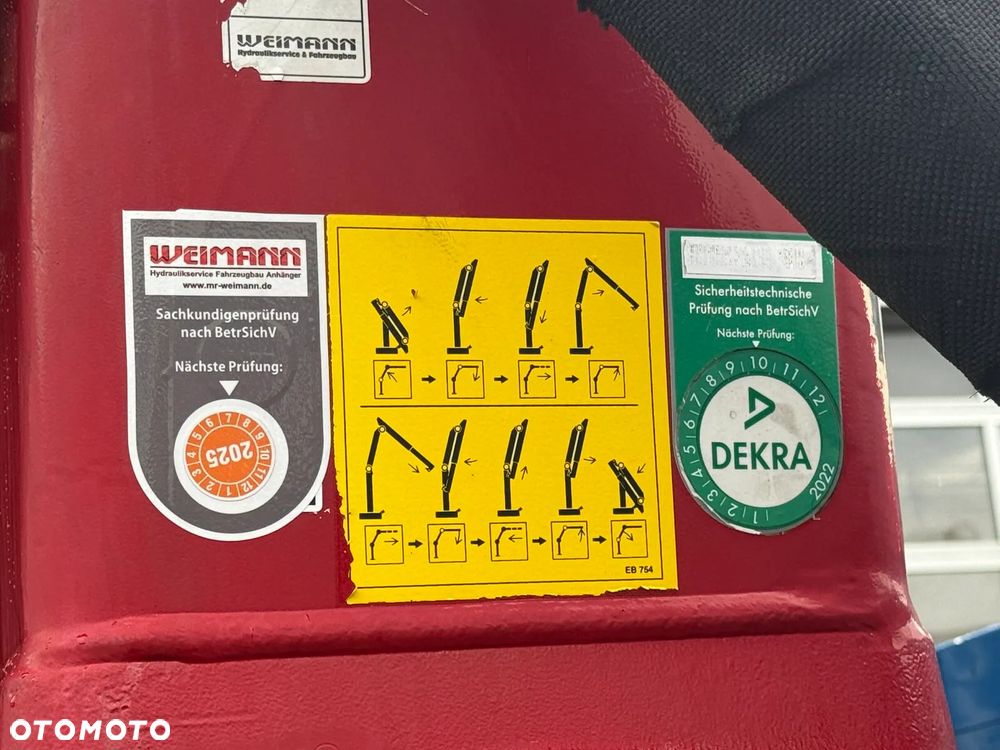 WEIMANN
Hydraulikservice & Fahrzeugbau
WEIMANN
Hydraulikservice Fahrzeugbau Anhänger
www.mr-weimann.de
Sachkundigenprüfung
nach BetrSichV
Nächste Prüfung:
1 2 3 4 5 6 7 8 9 10 11 12
2025
EB 754
Sicherheitstechnische
Prüfung nach BetrSichV
Nächste Prüfung:
1 2 3 4 5 6 7 8 9 10 11 12
DEKRA
2022
OTOMOTO